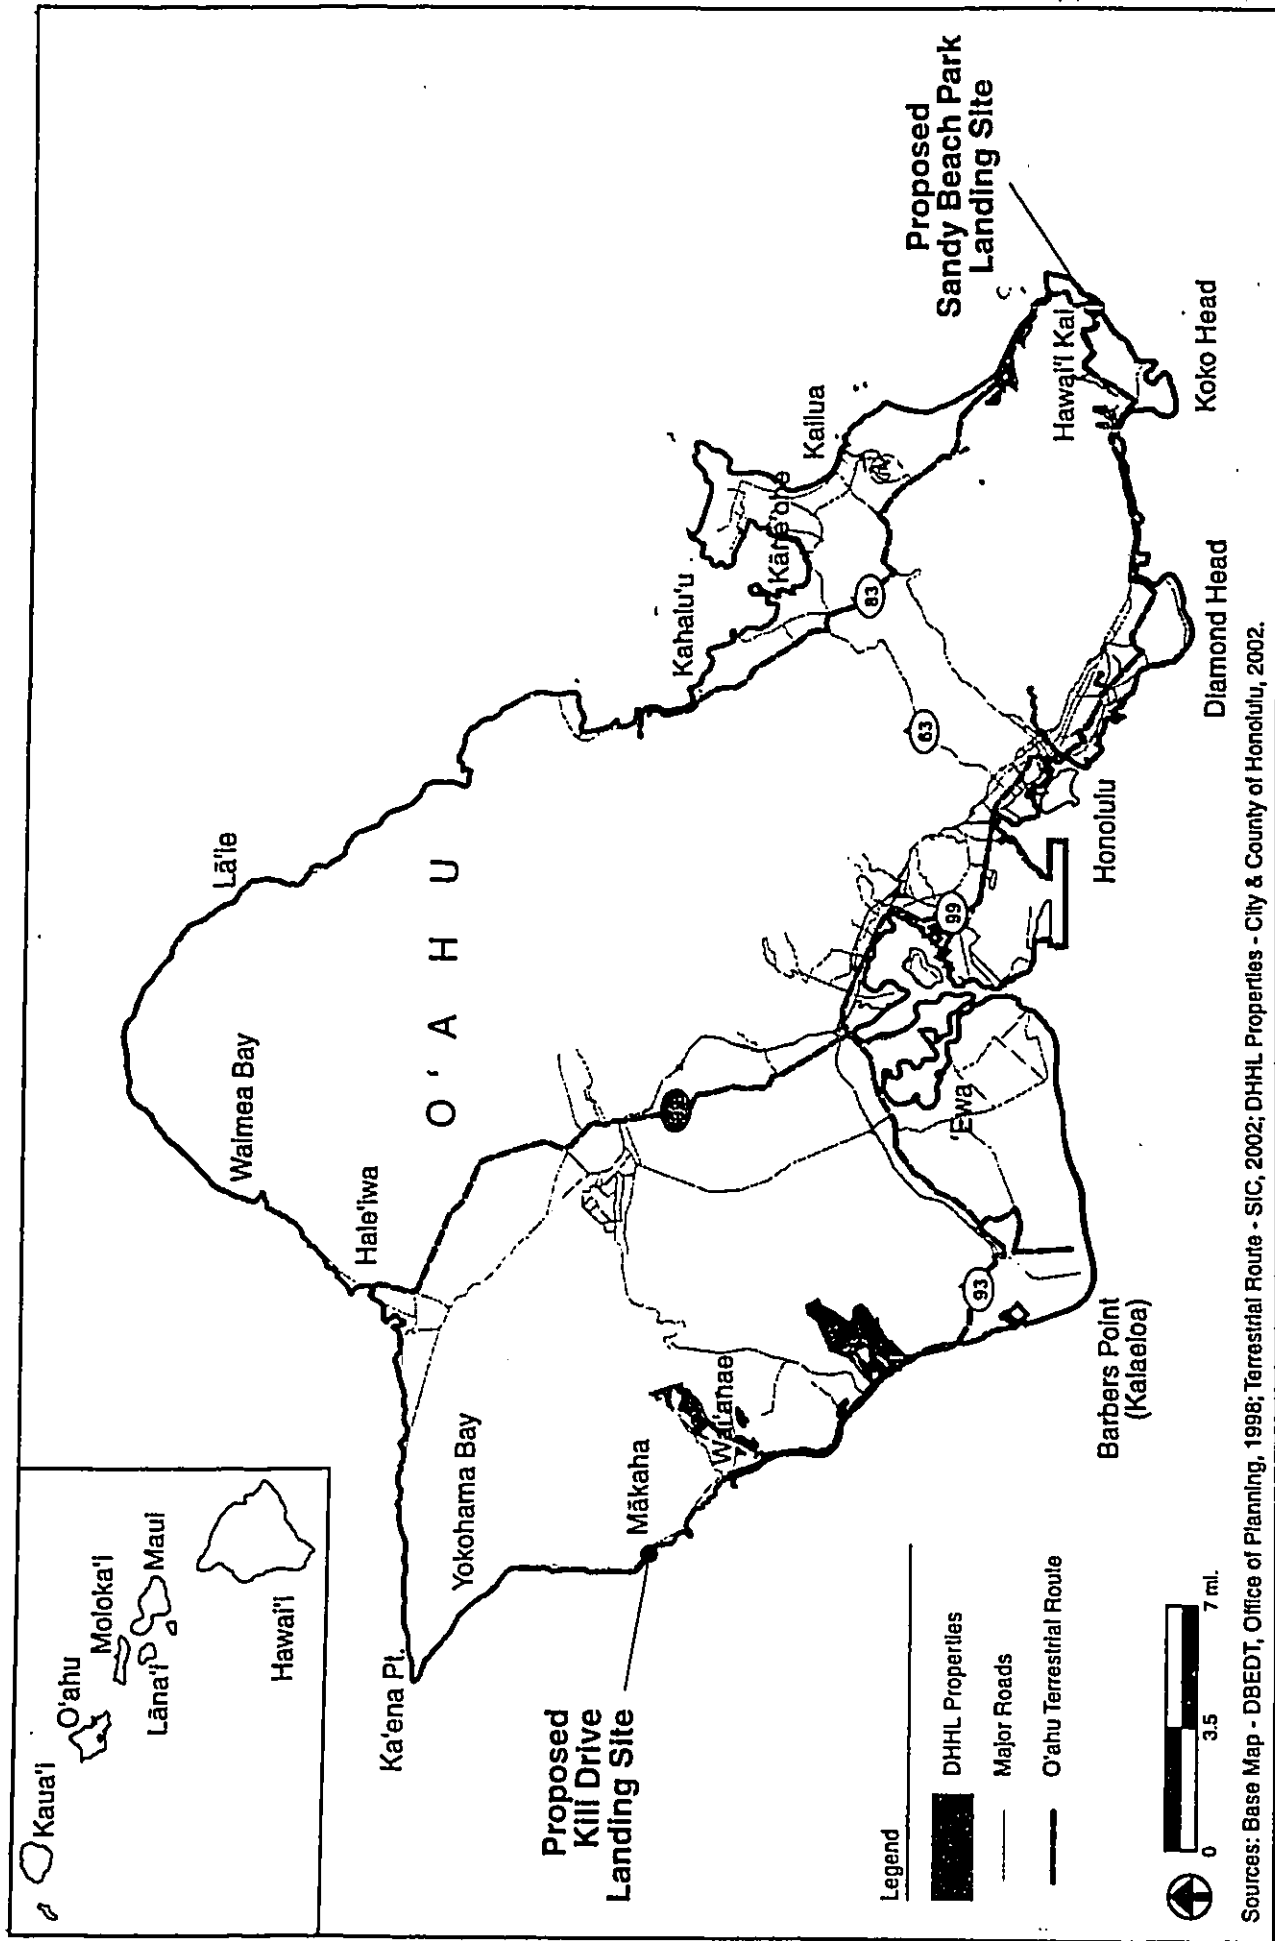 Kaua'i
O'ahu
Moloka'i
Lāna'i
Maui
Hawai'i
Lā'ie
Waimea Bay
Hale'iwa
O ' A H U
Ka'ena Pt.
Yokohama Bay
Mākaha
Wai'anae
Kahalu'u
Kāne'ohe
Kailua
Proposed
Sandy Beach Park
Landing Site
Hawai'i Kai
Koko Head
Diamond Head
Honolulu
'Ewa
Barbers Point
(Kalaeloa)
83
63
99
93
Proposed
Kili Drive
Landing Site
Legend
DHHL Properties
Major Roads
O'ahu Terrestrial Route
0 3.5 7 mi.
Sources: Base Map - DBEDT, Office of Planning, 1998; Terrestrial Route - SIC, 2002; DHHL Properties - City & County of Honolulu, 2002.